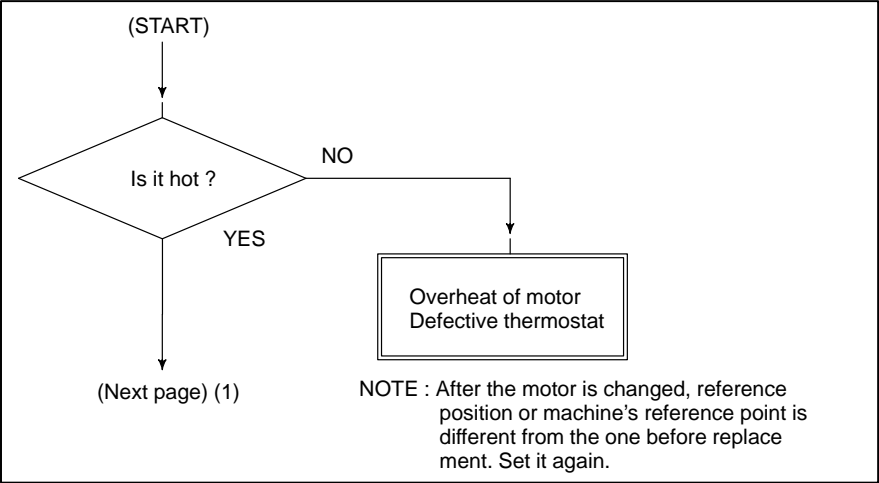 (START)
Is it hot ?
NO
YES
Overheat of motor
Defective thermostat
(Next page) (1)
NOTE : After the motor is changed, reference
position or machine’s reference point is
different from the one before replace
ment. Set it again.